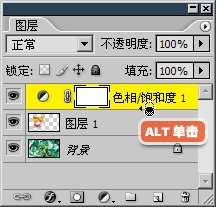 图层
正常 不透明度: 100%
锁定: 填充: 100%
色相/饱和度 1
ALT 单击
图层 1
背景